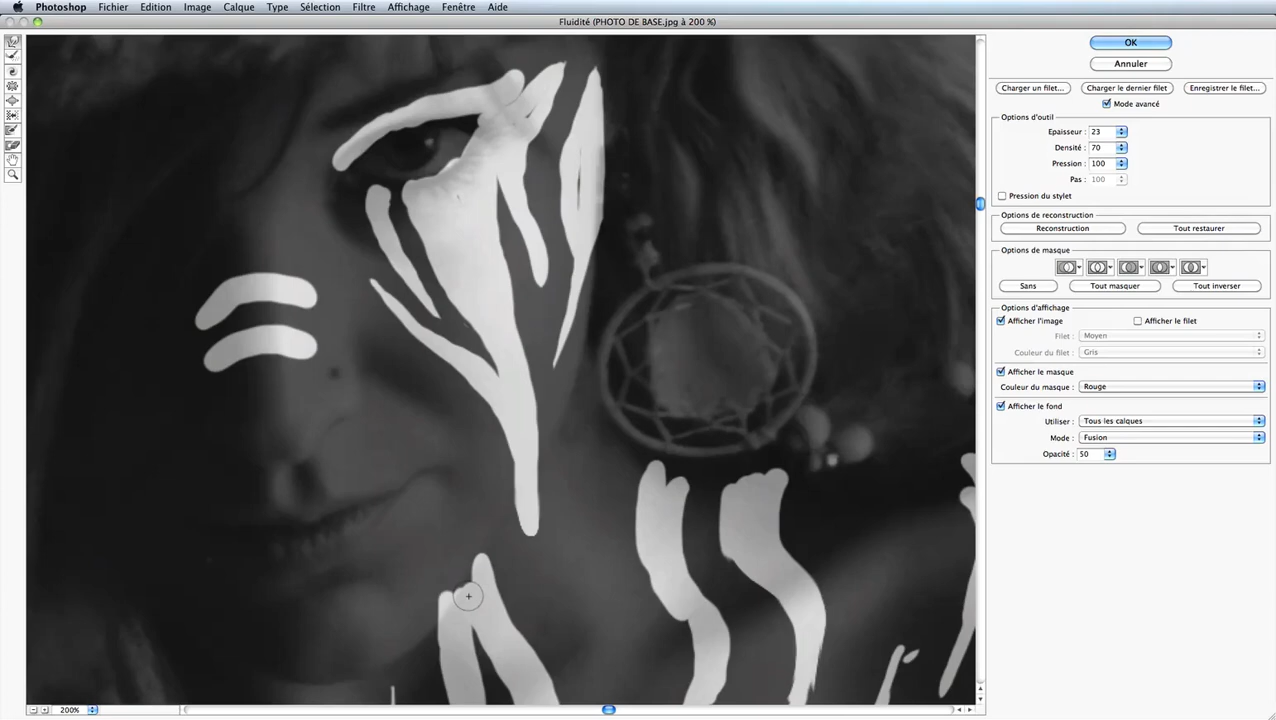 Photoshop Fichier Edition Image Calque Type Sélection Filtre Affichage Fenêtre Aide
Fluidité (PHOTO DE BASE.jpg à 200 %)
OK
Annuler
Charger un filet... Charger le dernier filet Enregistrer le filet...
Mode avancé
Options d'outil
Epaisseur : 23
Densité : 70
Pression : 100
Pas : 100
Pression du stylet
Options de reconstruction
Reconstruction Tout restaurer
Options de masque
Sans Tout masquer Tout inverser
Options d'affichage
Afficher l'image Afficher le filet
Filet : Moyen
Couleur du filet : Gris
Afficher le masque
Couleur du masque : Rouge
Afficher le fond
Utiliser : Tous les calques
Mode : Fusion
Opacité : 50
200%